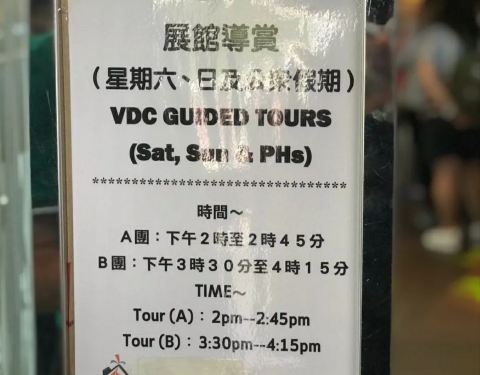 展館導賞
(星期六、日及公眾假期)
VDC GUIDED TOURS
(Sat, Sun & PHs)
***********************************
時間～
A團：下午2時至2時45分
B團：下午3時30分至4時15分
TIME～
Tour (A)：2pm--2:45pm
Tour (B)：3:30pm--4:15pm